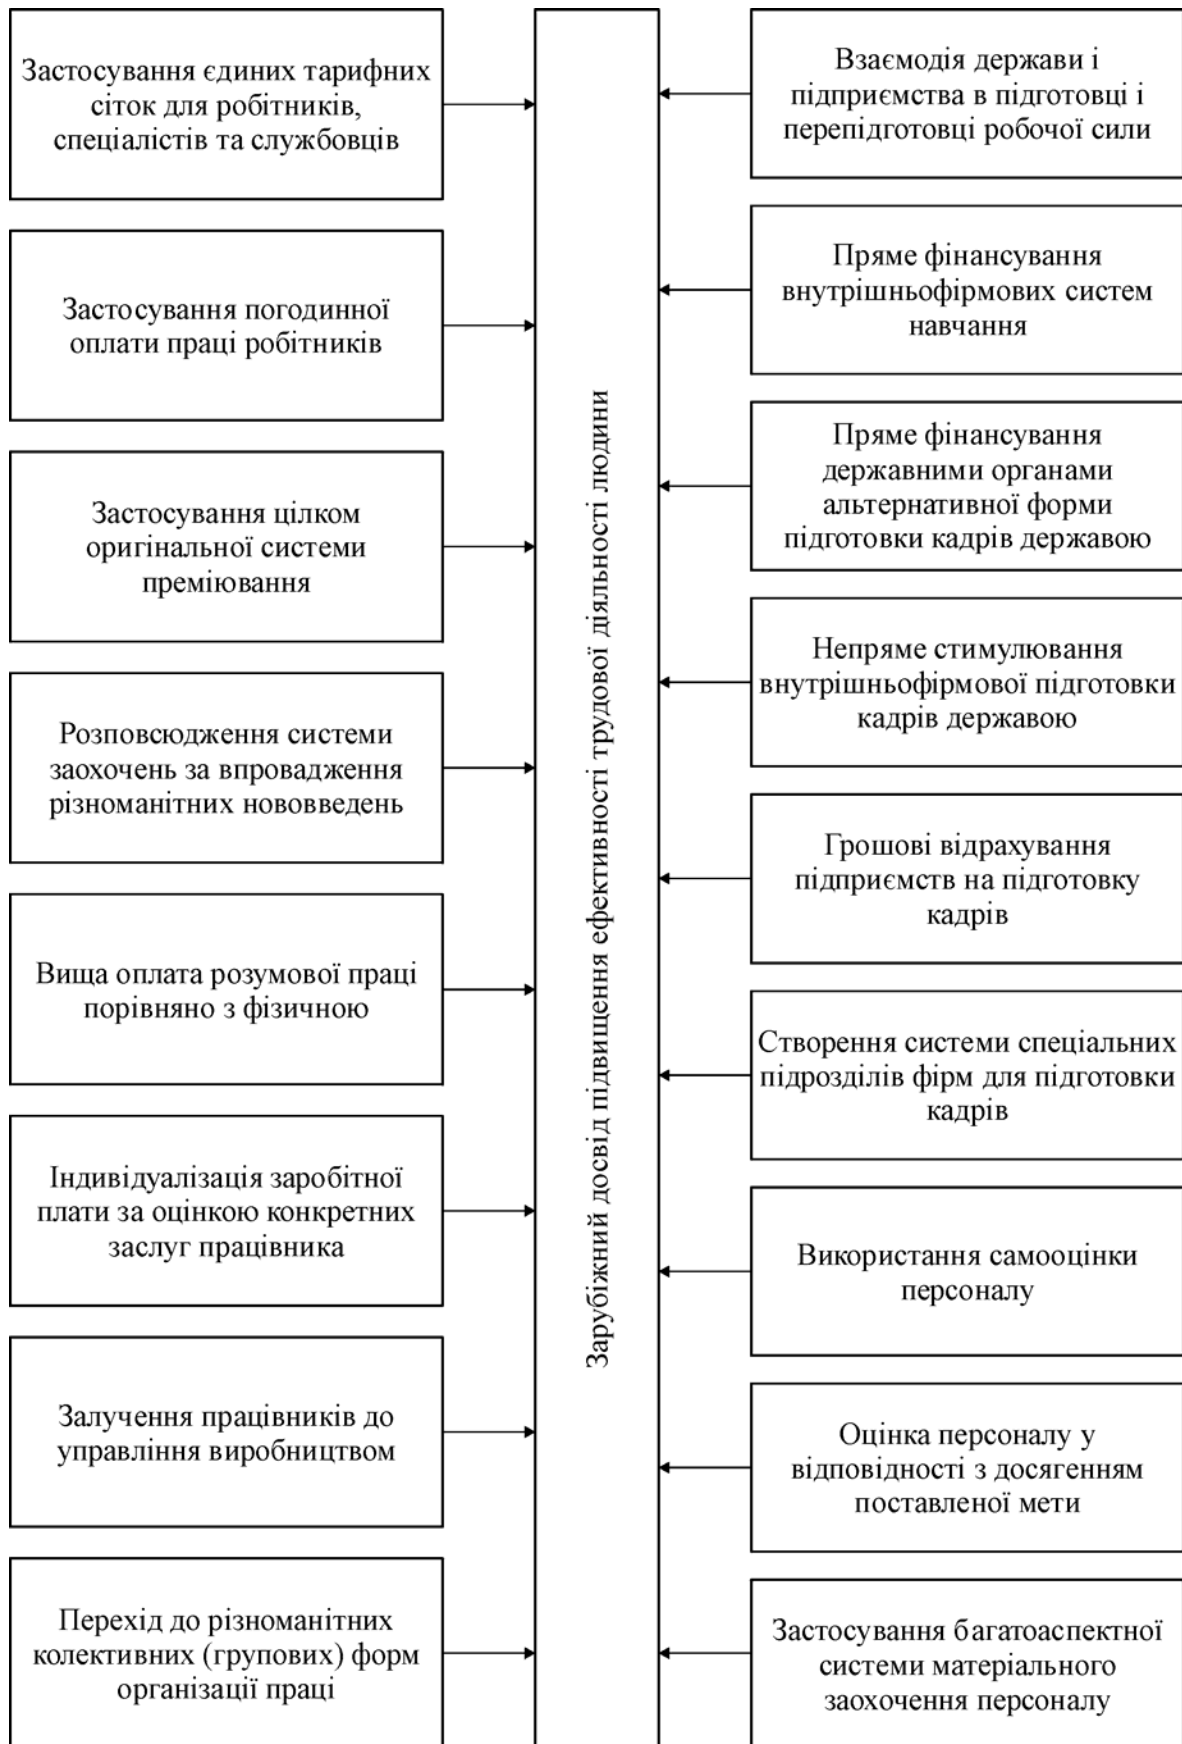 Застосування єдиних тарифних
сіток для робітників,
спеціалістів та службовців
Застосування погодинної
оплати праці робітників
Застосування цілком
оригінальної системи
преміювання
Розповсюдження системи
заохочень за впровадження
різноманітних нововведень
Вища оплата розумової праці
порівняно з фізичною
Індивідуалізація заробітної
плати за оцінкою конкретних
заслуг працівника
Залучення працівників до
управління виробництвом
Перехід до різноманітних
колективних (групових) форм
організації праці
Зарубіжний досвід підвищення ефективності трудової діяльності людини
Взаємодія держави і
підприємства в підготовці і
перепідготовці робочої сили
Пряме фінансування
внутрішньофірмових систем
навчання
Пряме фінансування
державними органами
альтернативної форми
підготовки кадрів державою
Непряме стимулювання
внутрішньофірмової підготовки
кадрів державою
Грошові відрахування
підприємств на підготовку
кадрів
Створення системи спеціальних
підрозділів фірм для підготовки
кадрів
Використання самооцінки
персоналу
Оцінка персоналу у
відповідності з досягенням
поставленої мети
Застосування багатоаспектної
системи матеріального
заохочення персоналу